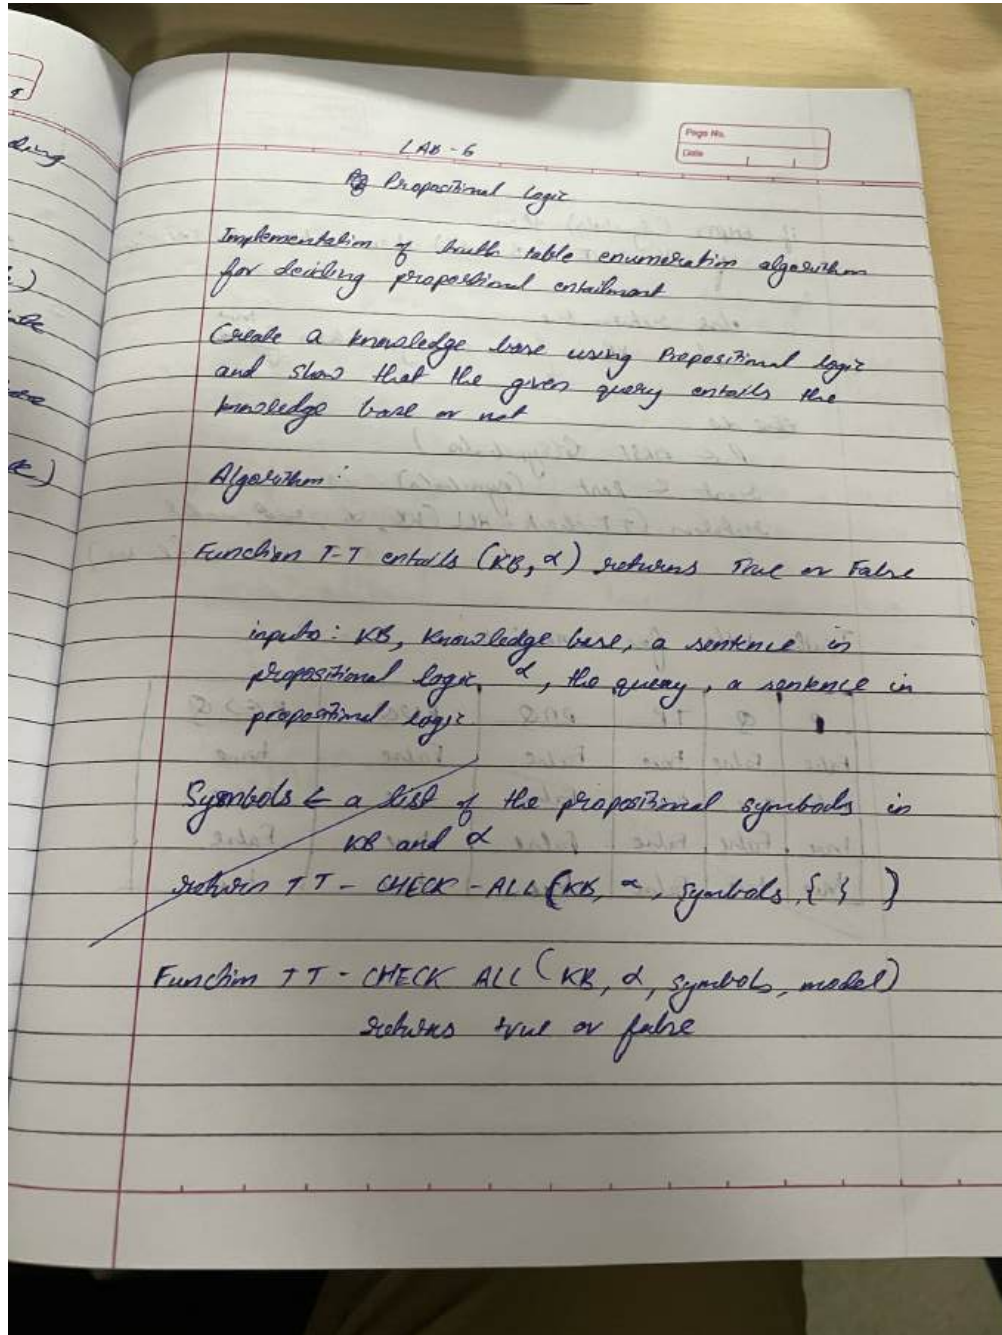 Page No.
Date
LAB-6
Propositional Logic
Implementation of truth table enumeration algorithm
for deciding propositional entailment
Create a knowledge base using Propositional logic
and show that the given query entails the
knowledge base or not
Algorithm:
Function T-T entails (KB, α) returns True or False
inputs: KB, Knowledge base, a sentence in
propositional logic, α, the query, a sentence in
propositional logic
Symbols ← a list of the propositional symbols in
KB and α
return TT - CHECK - ALL (KB, α, symbols, { } )
Function TT - CHECK ALL (KB, α, symbols, model)
returns true or false